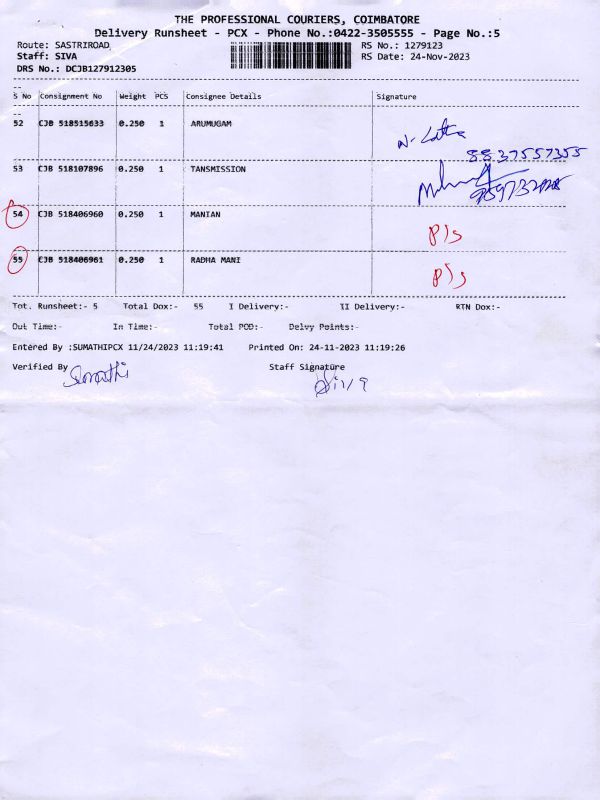 THE PROFESSIONAL COURIERS, COIMBATORE
Delivery Runsheet - PCX - Phone No.:0422-3505555 - Page No.:5
Route: SASTRIROAD RS No.: 1279123
Staff: SIVA RS Date: 24-Nov-2023
DRS No.: DCJB127912305
S No Consignment No Weight PCS Consignee Details Signature
52 CJB 518515633 0.250 1 ARUMUGAM
N. Latha
8837557355
53 CJB 518107896 0.250 1 TANSMISSION
54 CJB 518406960 0.250 1 MANIAN
P/s
55 CJB 518406961 0.250 1 RADHA MANI
P/s
Tot. Runsheet:- 5 Total Dox:- 55 I Delivery:- II Delivery:- RTN Dox:-
Out Time:- In Time:- Total POD:- Delvy Points:-
Entered By :SUMATHIPCX 11/24/2023 11:19:41 Printed On: 24-11-2023 11:19:26
Verified By Sumathi Staff Signature Siva